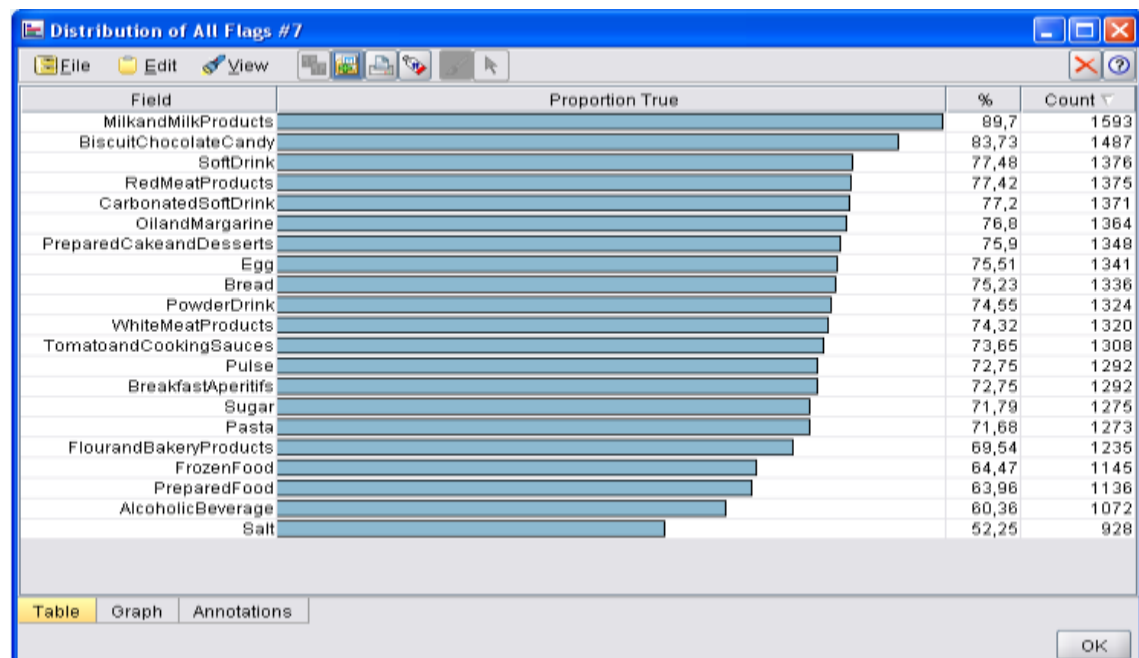 Distribution of All Flags #7
File Edit View
Field Proportion True % Count
MilkandMilkProducts 89,7 1593
BiscuitChocolateCandy 83,73 1487
SoftDrink 77,48 1376
RedMeatProducts 77,42 1375
CarbonatedSoftDrink 77,2 1371
OilandMargarine 76,8 1364
PreparedCakeandDesserts 75,9 1348
Egg 75,51 1341
Bread 75,23 1336
PowderDrink 74,55 1324
WhiteMeatProducts 74,32 1320
TomatoandCookingSauces 73,65 1308
Pulse 72,75 1292
BreakfastAperitifs 72,75 1292
Sugar 71,79 1275
Pasta 71,68 1273
FlourandBakeryProducts 69,54 1235
FrozenFood 64,47 1145
PreparedFood 63,96 1136
AlcoholicBeverage 60,36 1072
Salt 52,25 928
Table Graph Annotations
OK